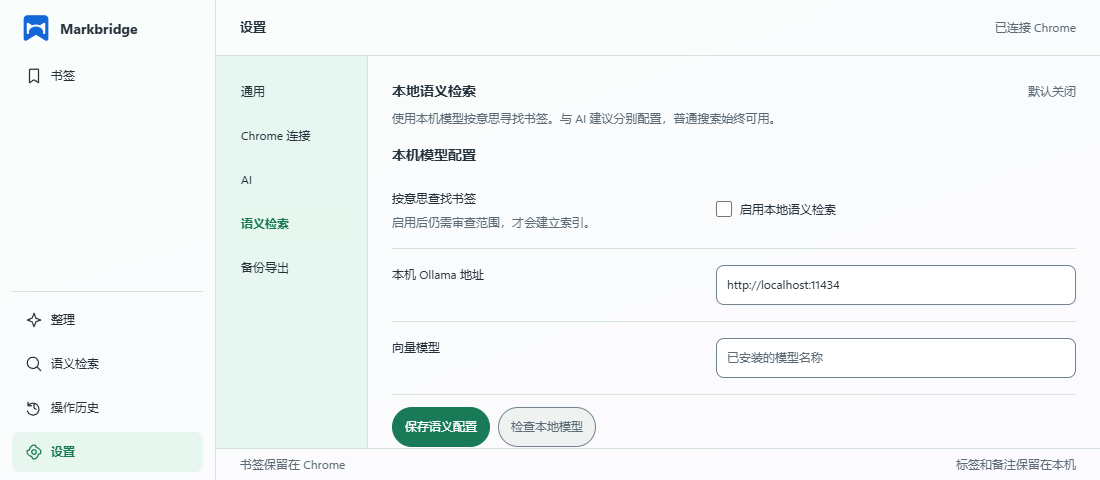 Markbridge
书签
整理
语义检索
操作历史
设置
设置
已连接 Chrome
通用
Chrome 连接
AI
语义检索
备份导出
本地语义检索
默认关闭
使用本机模型按意思寻找书签。与 AI 建议分别配置，普通搜索始终可用。
本机模型配置
按意思查找书签
启用后仍需审查范围，才会建立索引。
启用本地语义检索
本机 Ollama 地址
http://localhost:11434
向量模型
已安装的模型名称
保存语义配置
检查本地模型
书签保留在 Chrome
标签和备注保留在本机